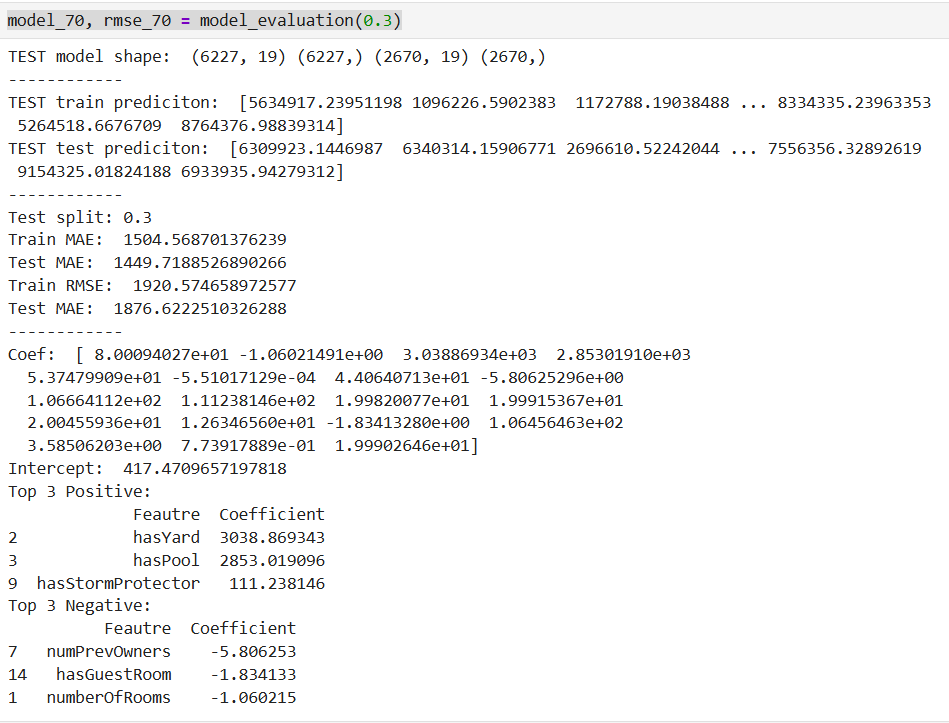 model_70, rmse_70 = model_evaluation(0.3)
TEST model shape:  (6227, 19) (6227,) (2670, 19) (2670,)
------------
TEST train prediciton:  [5634917.23951198 1096226.5902383  1172788.19038488 ... 8334335.23963353
 5264518.6676709  8764376.98839314]
TEST test prediciton:  [6309923.1446987  6340314.15906771 2696610.52242044 ... 7556356.32892619
 9154325.01824188 6933935.94279312]
------------
Test split: 0.3
Train MAE:  1504.568701376239
Test MAE:  1449.7188526890266
Train RMSE:  1920.574658972577
Test MAE:  1876.6222510326288
------------
Coef:  [ 8.00094027e+01 -1.06021491e+00  3.03886934e+03  2.85301910e+03
  5.37479909e+01 -5.51017129e-04  4.40640713e+01 -5.80625296e+00
  1.06664112e+02  1.11238146e+02  1.99820077e+01  1.99915367e+01
  2.00455936e+01  1.26346560e+01 -1.83413280e+00  1.06456463e+02
  3.58506203e+00  7.73917889e-01  1.99902646e+01]
Intercept:  417.4709657197818
Top 3 Positive:
             Feautre  Coefficient
2            hasYard  3038.869343
3            hasPool  2853.019096
9  hasStormProtector   111.238146
Top 3 Negative:
          Feautre  Coefficient
7   numPrevOwners    -5.806253
14   hasGuestRoom    -1.834133
1   numberOfRooms    -1.060215